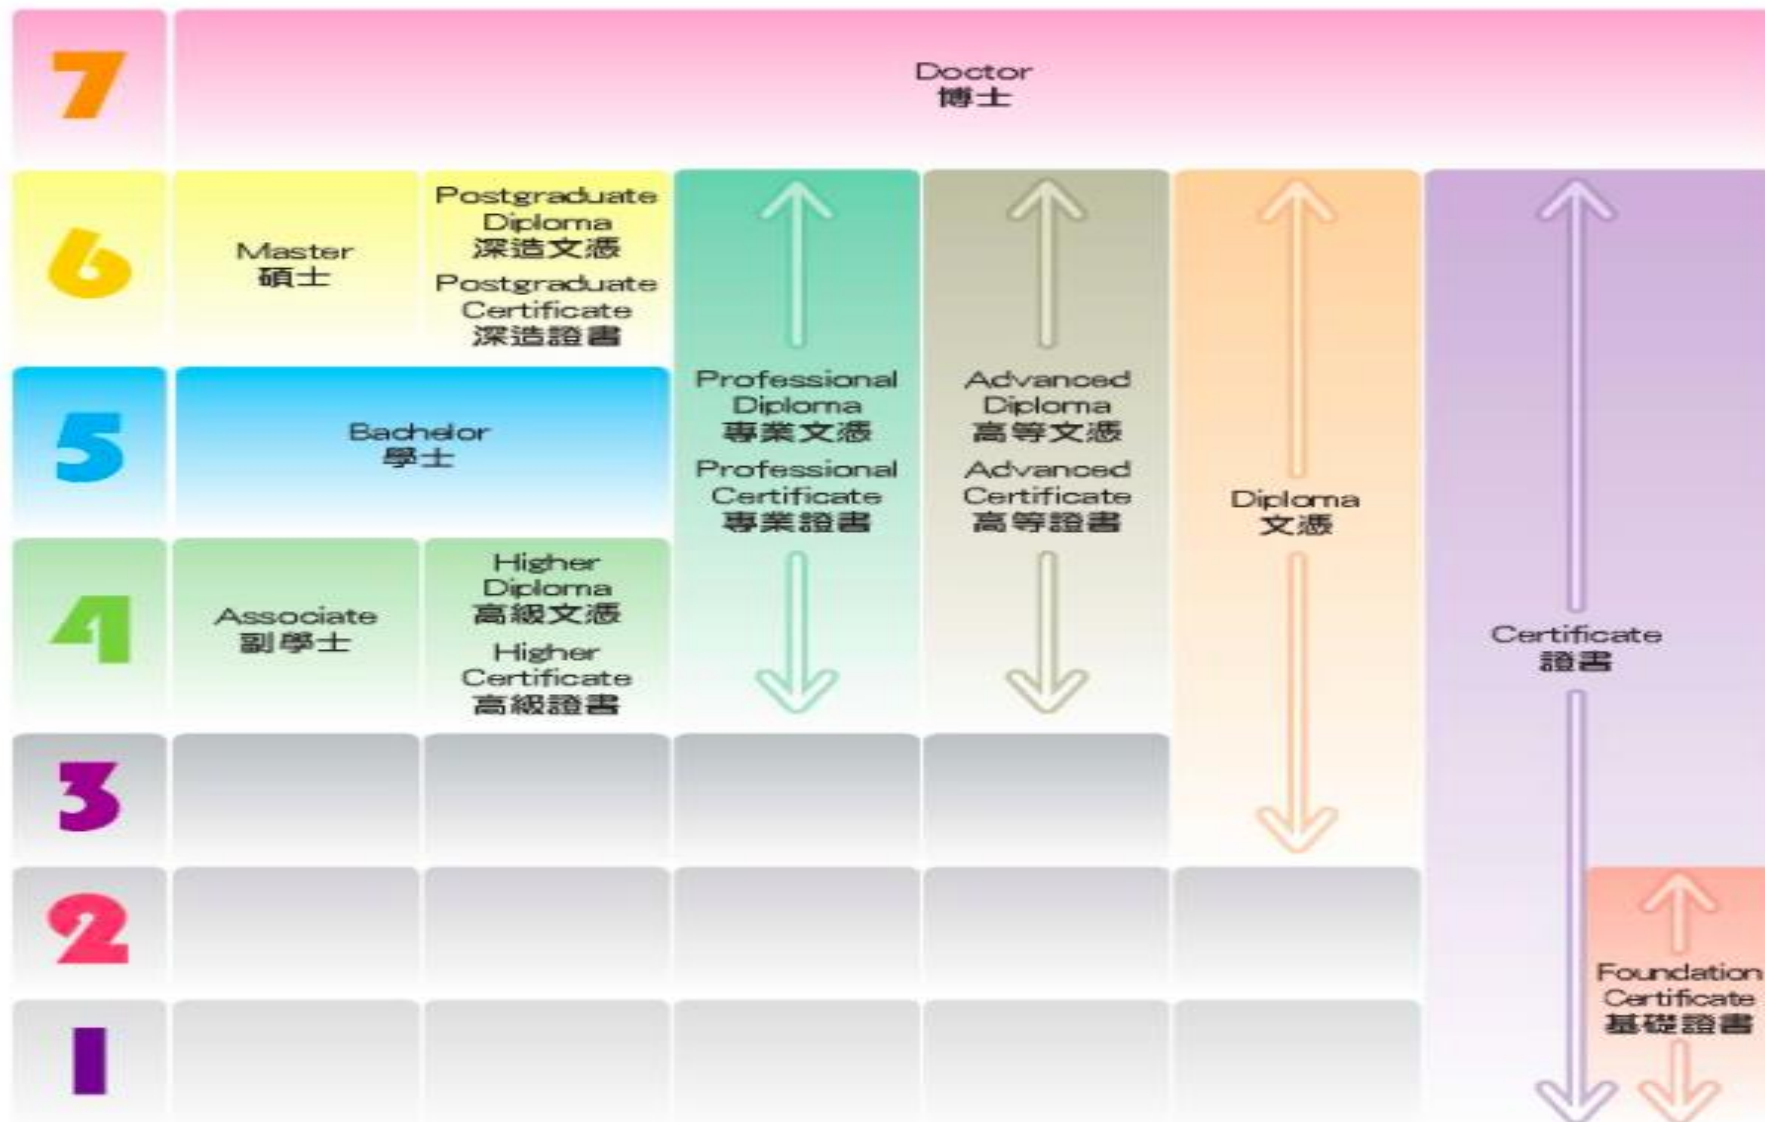 7
Doctor
博士
6
Master
碩士
Postgraduate
Diploma
深造文憑
Postgraduate
Certificate
深造證書
5
Bachelor
學士
Professional
Diploma
專業文憑
Professional
Certificate
專業證書
Advanced
Diploma
高等文憑
Advanced
Certificate
高等證書
Diploma
文憑
4
Associate
副學士
Higher
Diploma
高級文憑
Higher
Certificate
高級證書
Certificate
證書
3
2
Foundation
Certificate
基礎證書
1